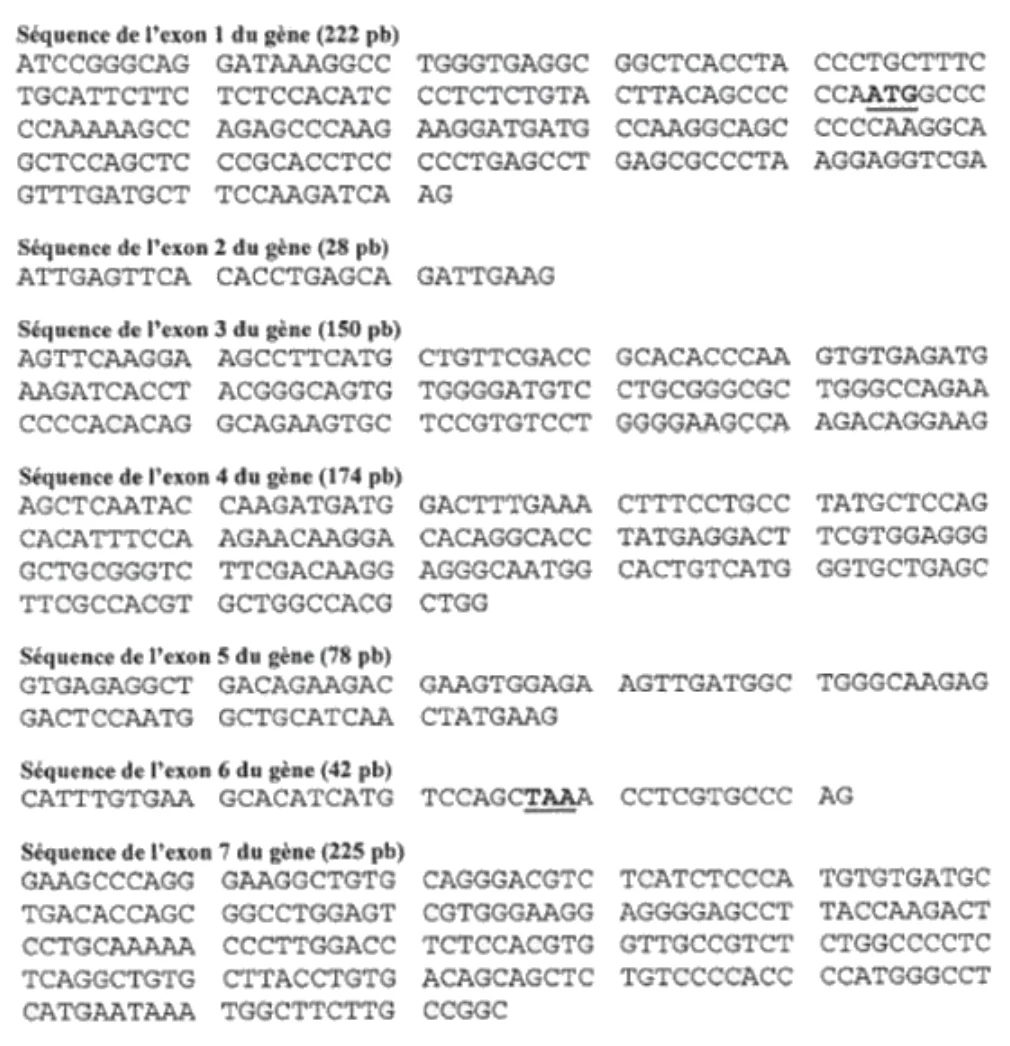 Séquence de l'exon 1 du gène (222 pb)
ATCCGGGCAG GATAAAGGCC TGGGTGAGGC GGCTCACCTA CCCTGCTTTC
TGCATTCTTC TCTCCACATC CCTCTCTGTA CTTACAGCCC CCAATGGCCC
CCAAAAAGCC AGAGCCCAAG AAGGATGATG CCAAGGCAGC CCCCAAGGCA
GCTCCAGCTC CCGCACCTCC CCCTGAGCCT GAGCGCCCTA AGGAGGTCGA
GTTTGATGCT TCCAAGATCA AG
Séquence de l'exon 2 du gène (28 pb)
ATTGAGTTCA CACCTGAGCA GATTGAAG
Séquence de l'exon 3 du gène (150 pb)
AGTTCAAGGA AGCCTTCATG CTGTTCGACC GCACACCCAA GTGTGAGATG
AAGATCACCT ACGGGCAGTG TGGGGATGTC CTGCGGGCGC TGGGCCAGAA
CCCCACACAG GCAGAAGTGC TCCGTGTCCT GGGGAAGCCA AGACAGGAAG
Séquence de l'exon 4 du gène (174 pb)
AGCTCAATAC CAAGATGATG GACTTTGAAA CTTTCCTGCC TATGCTCCAG
CACATTTCCA AGAACAAGGA CACAGGCACC TATGAGGACT TCGTGGAGGG
GCTGCGGGTC TTCGACAAGG AGGGCAATGG CACTGTCATG GGTGCTGAGC
TTCGCCACGT GCTGGCCACG CTGG
Séquence de l'exon 5 du gène (78 pb)
GTGAGAGGCT GACAGAAGAC GAAGTGGAGA AGTTGATGGC TGGGCAAGAG
GACTCCAATG GCTGCATCAA CTATGAAG
Séquence de l'exon 6 du gène (42 pb)
CATTTGTGAA GCACATCATG TCCAGCTAAA CCTCGTGCCC AG
Séquence de l'exon 7 du gène (225 pb)
GAAGCCCAGG GAAGGCTGTG CAGGGACGTC TCATCTCCCA TGTGTGATGC
TGACACCAGC GGCCTGGAGT CGTGGGAAGG AGGGGAGCCT TACCAAGACT
CCTGCAAAAA CCCTTGGACC TCTCCACGTG GTTGCCGTCT CTGGCCCCTC
TCAGGCTGTG CTTACCTGTG ACAGCAGCTC TGTCCCCACC CCATGGGCCT
CATGAATAAA TGGCTTCTTG CCGGC